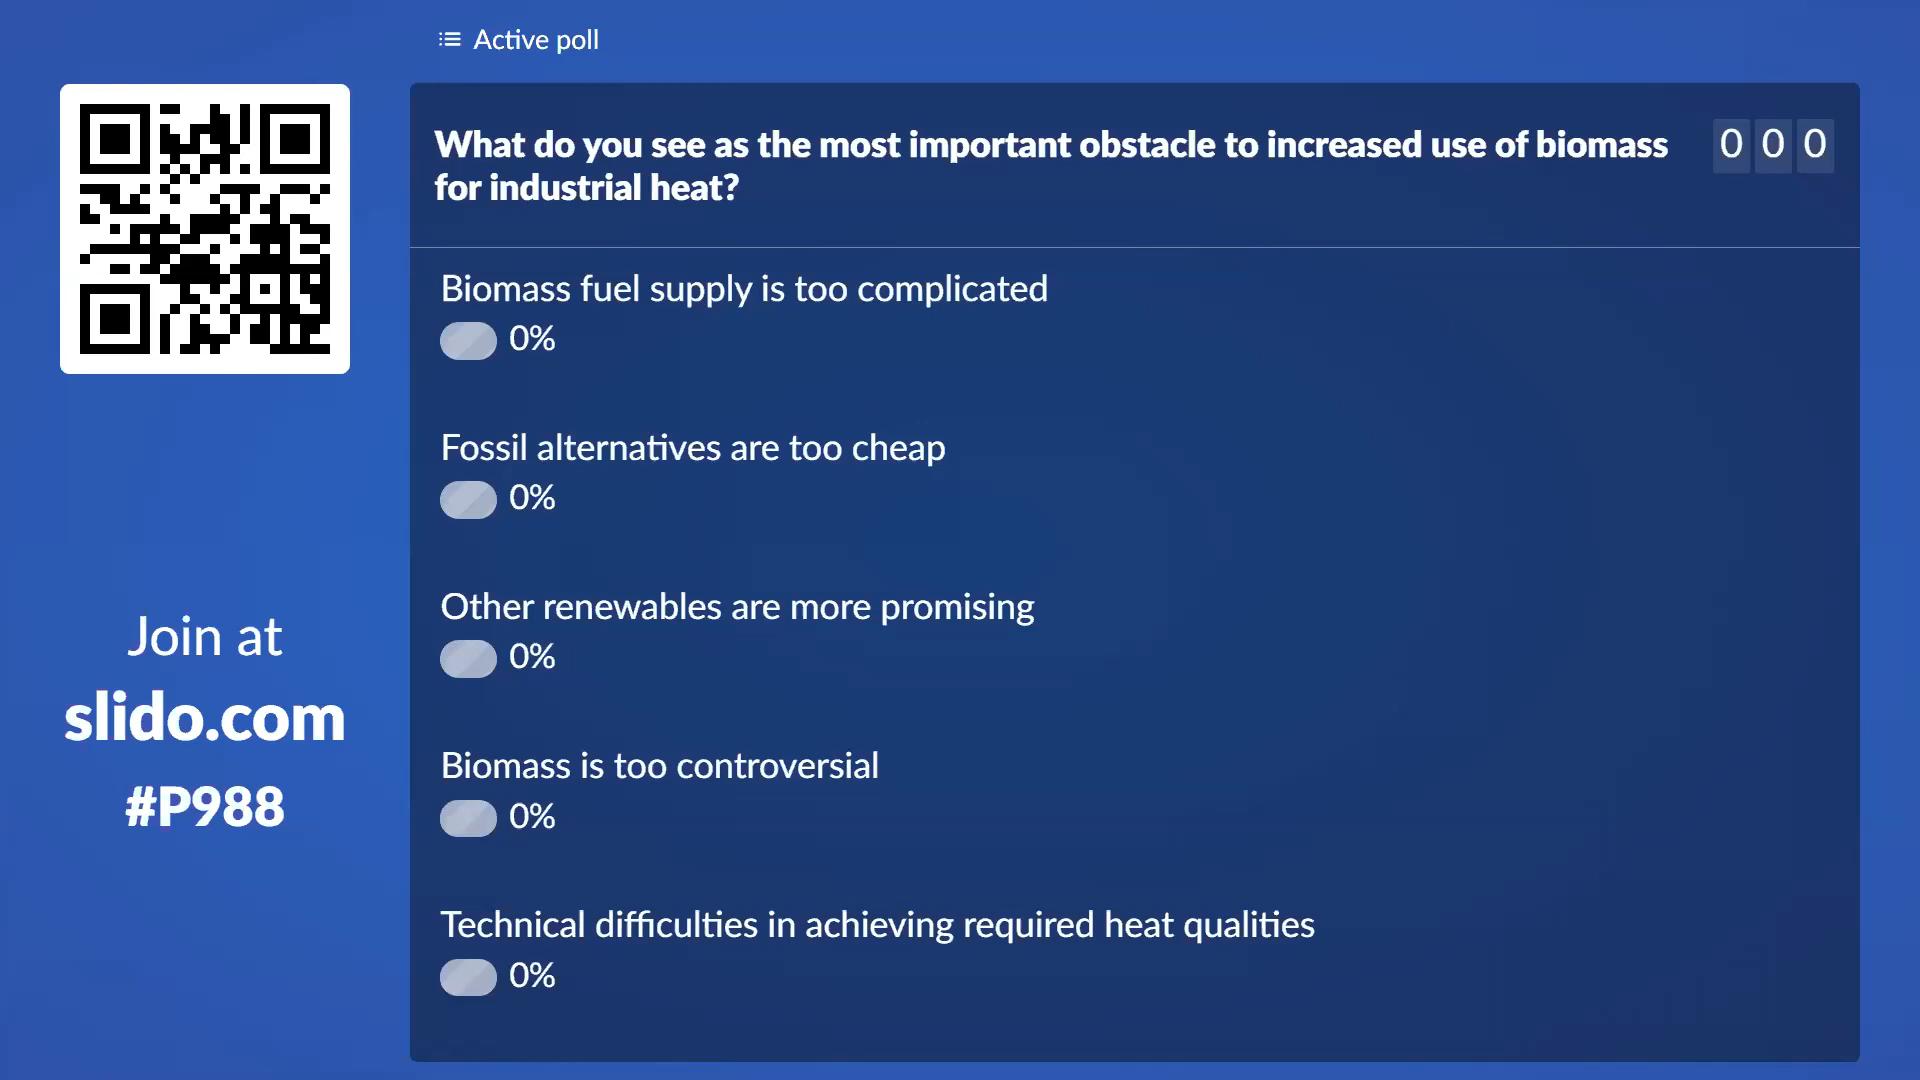 Active poll
What do you see as the most important obstacle to increased use of biomass
for industrial heat?
0 0 0
Biomass fuel supply is too complicated
0%
Fossil alternatives are too cheap
0%
Other renewables are more promising
0%
Biomass is too controversial
0%
Technical difficulties in achieving required heat qualities
0%
Join at
slido.com
#P988